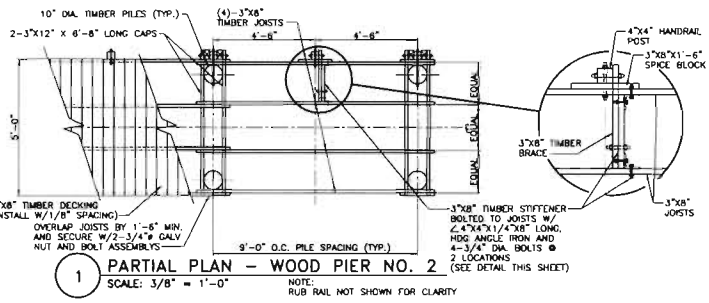 10" DIA. TIMBER PILES (TYP.)
2-3"X12" X 6'-8" LONG CAPS
(4)-3"X8"
TIMBER JOISTS
4'-6"
4'-6"
4"X4" HANDRAIL
POST
3"X8"X1'-6"
SPICE BLOCK
5'-0"
EQUAL
EQUAL
EQUAL
3"X8" TIMBER
BRACE
3"X8"
JOISTS
"X8" TIMBER DECKING
NSTALL W/1/8" SPACING)
OVERLAP JOISTS BY 1'-6" MIN.
AND SECURE W/2-3/4"ø GALV
NUT AND BOLT ASSEMBLYS
9'-0" O.C. PILE SPACING (TYP.)
3"X8" TIMBER STIFFENER
BOLTED TO JOISTS W/
∠4"X4"X1/4"X8" LONG,
HDG ANGLE IRON AND
4-3/4" DIA. BOLTS @
2 LOCATIONS
(SEE DETAIL THIS SHEET)
1
PARTIAL PLAN - WOOD PIER NO. 2
SCALE: 3/8" = 1'-0"
NOTE:
RUB RAIL NOT SHOWN FOR CLARITY